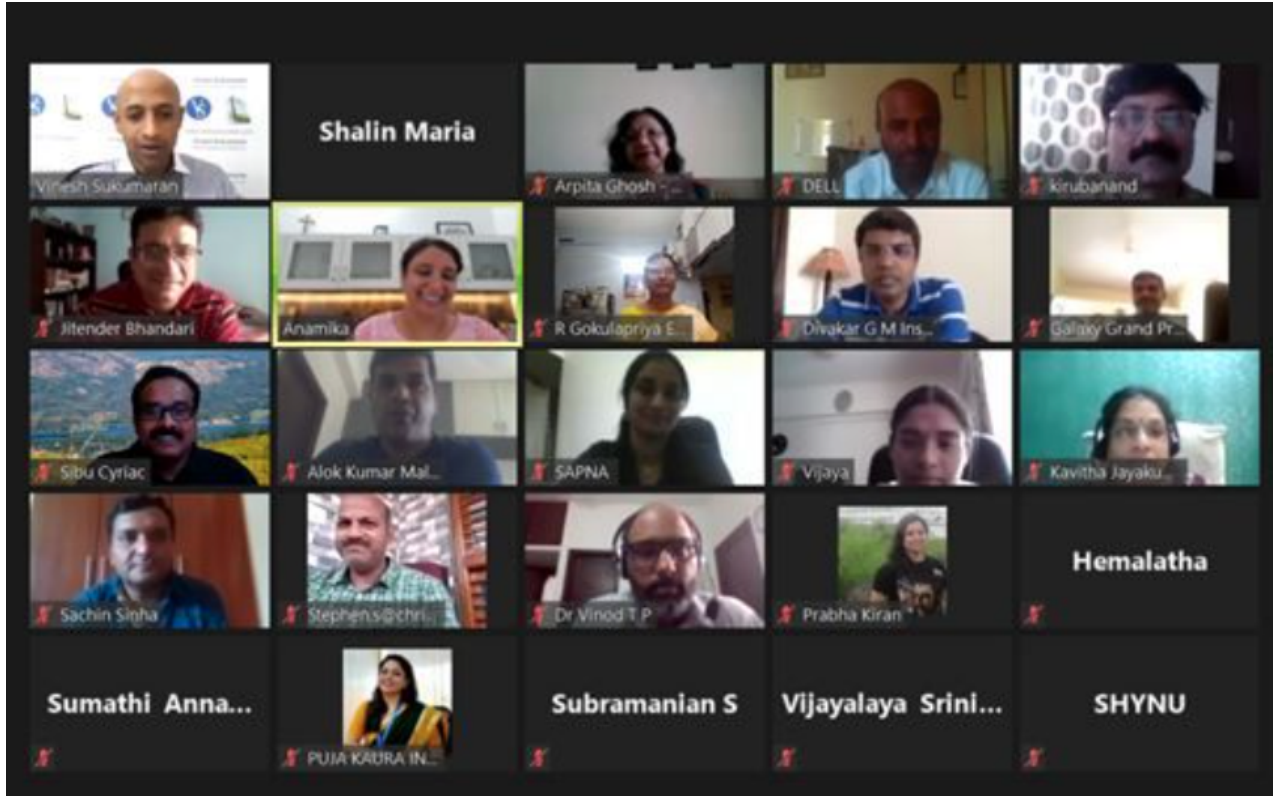 Vinesh Sukumaran
Shalin Maria
Arpita Ghosh - ...
DELL
kirubanand
Jitender Bhandari
Anamika
R Gokulapriya E...
Divakar G M Ins...
Galaxy Grand Pr...
Sibu Cyriac
Alok Kumar Mal...
SAPNA
Vijaya
Kavitha Jayaku...
Sachin Sinha
Stephen.s@chri...
Dr Vinod T P
Prabha Kiran
Hemalatha
Sumathi Anna...
PUJA KAURA IN...
Subramanian S
Vijayalaya Srini...
SHYNU